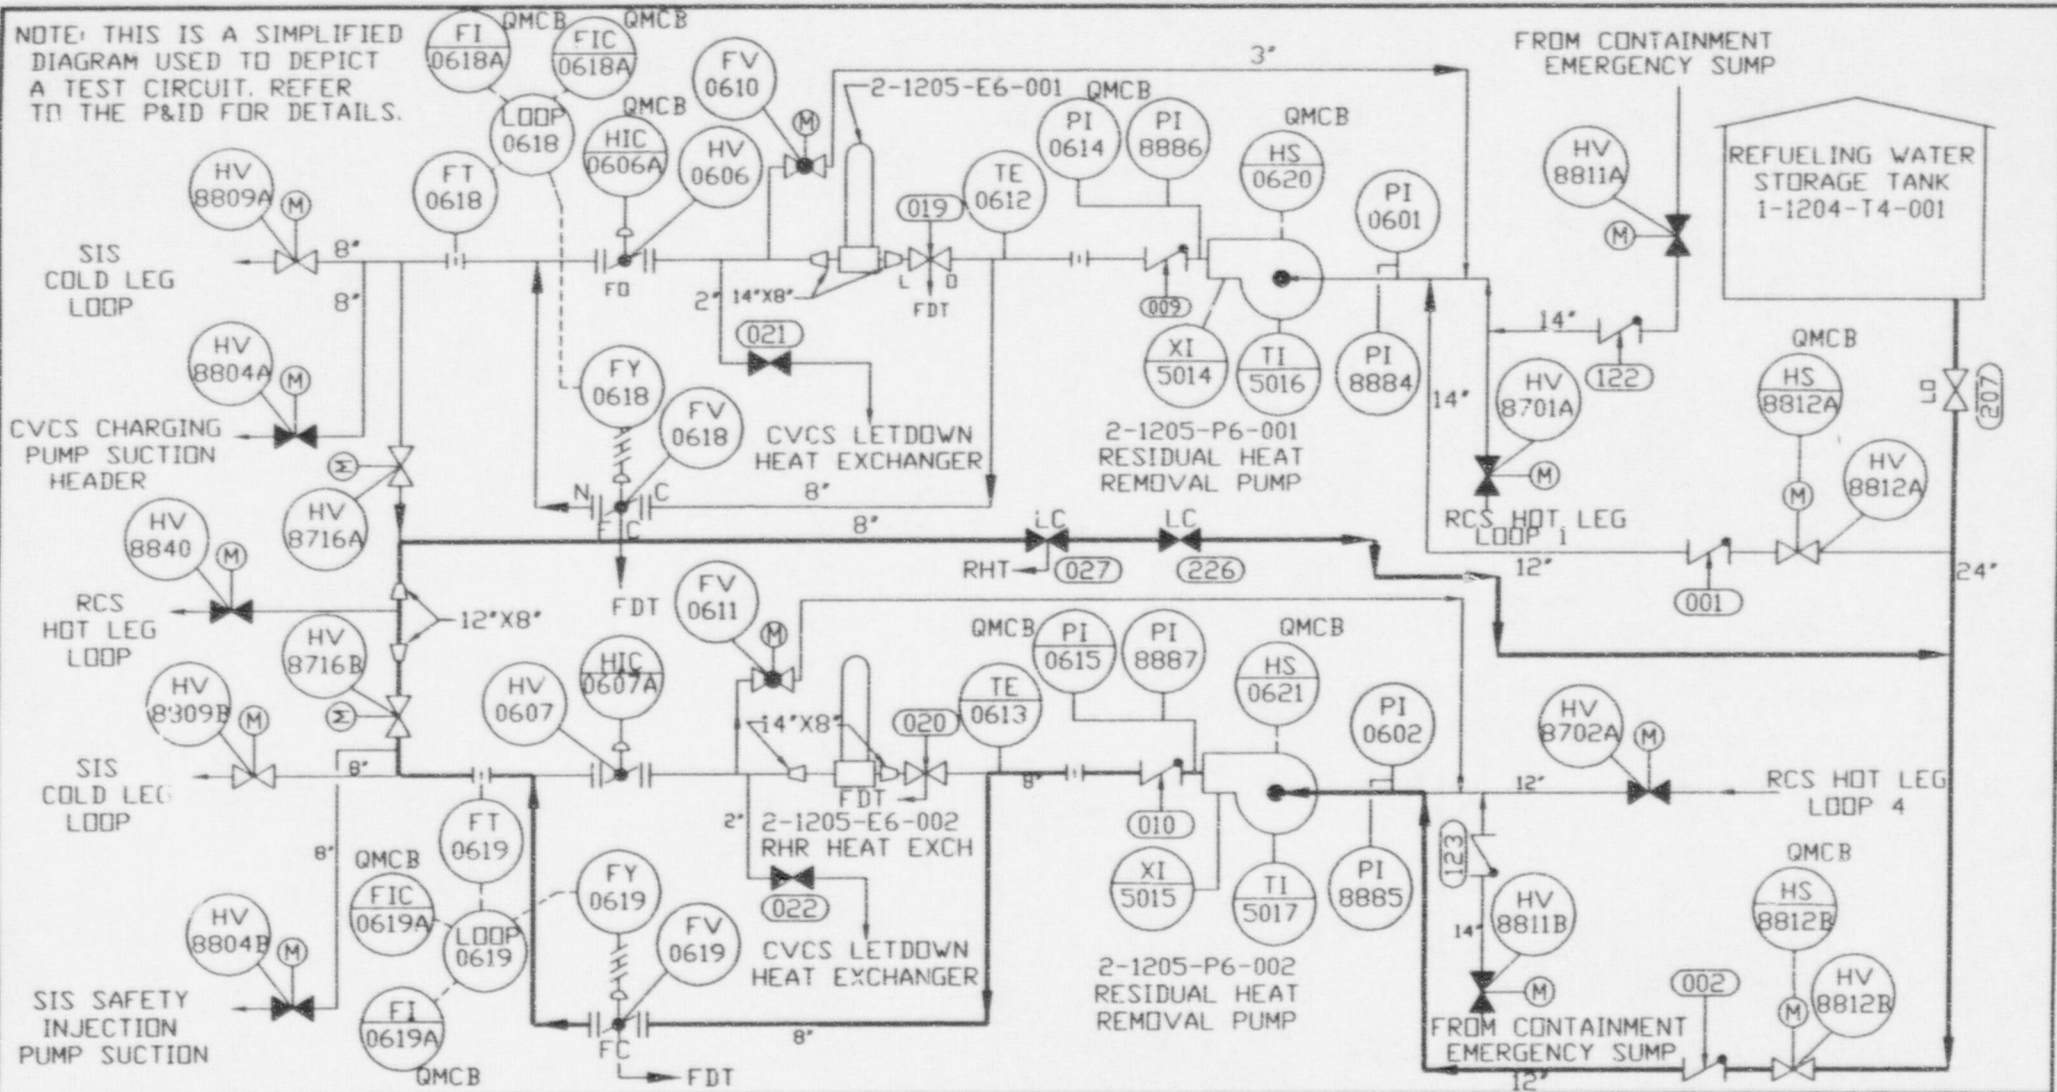 NOTE: THIS IS A SIMPLIFIED
DIAGRAM USED TO DEPICT
A TEST CIRCUIT. REFER
TO THE P&ID FOR DETAILS.
QMCB
FI
0618A
QMCB
FIC
0618A
LOOP
0618
QMCB
HIC
0606A
HV
0606
FV
0610
M
2-1205-E6-001
3"
FT
0618
HV
8809A
M
SIS
COLD LEG
LOOP
8"
8"
FO
2"
14"X8"
019
L O
FDT
TE
0612
PI
0614
QMCB
PI
8886
QMCB
HS
0620
PI
0601
009
XI
5014
TI
5016
PI
8884
2-1205-P6-001
RESIDUAL HEAT
REMOVAL PUMP
FROM CONTAINMENT
EMERGENCY SUMP
HV
8811A
M
14"
122
14"
HV
8701A
M
RCS HOT LEG
LOOP 1
REFUELING WATER
STORAGE TANK
1-1204-T4-001
LO
207
QMCB
HS
8812A
M
HV
8812A
12"
001
24"
HV
8804A
M
CVCS CHARGING
PUMP SUCTION
HEADER
021
CVCS LETDOWN
HEAT EXCHANGER
FY
0618
FV
0618
N C
F C
FDT
8"
8"
M
HV
8716A
LC
LC
RHT
027
226
HV
8840
M
RCS
HOT LEG
LOOP
12"X8"
HV
8716B
M
HV
8809B
M
SIS
COLD LEG
LOOP
8"
8"
HV
0607
HIC
0607A
FV
0611
M
14"X8"
020
FDT
2-1205-E6-002
RHR HEAT EXCH
2"
TE
0613
8"
QMCB
PI
0615
PI
8887
QMCB
HS
0621
PI
0602
010
XI
5015
TI
5017
PI
8885
2-1205-P6-002
RESIDUAL HEAT
REMOVAL PUMP
HV
8702A
M
12"
RCS HOT LEG
LOOP 4
123
14"
HV
8811B
M
FROM CONTAINMENT
EMERGENCY SUMP
QMCB
HS
8812B
M
HV
8812B
002
12"
FT
0619
QMCB
FIC
0619A
LOOP
0619
FI
0619A
QMCB
FY
0619
FV
0619
FC
FDT
8"
022
CVCS LETDOWN
HEAT EXCHANGER
HV
8804B
M
SIS SAFETY
INJECTION
PUMP SUCTION